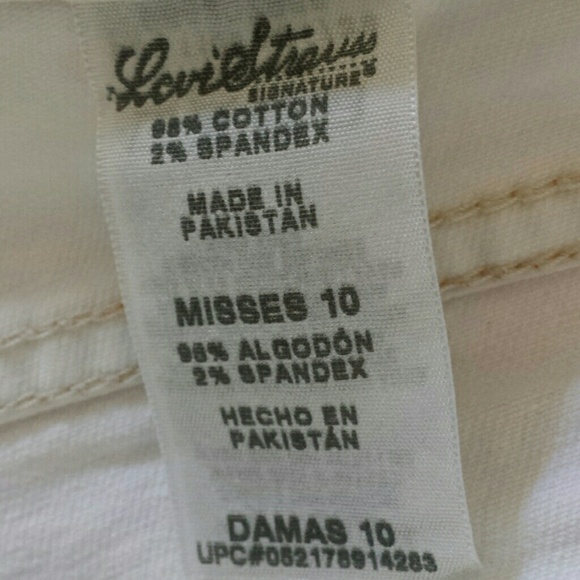 Levi Strauss
SIGNATURE®
98% COTTON
2% SPANDEX
MADE IN
PAKISTAN
MISSES 10
98% ALGODÓN
2% SPANDEX
HECHO EN
PAKISTÁN
DAMAS 10
UPC#052178914283